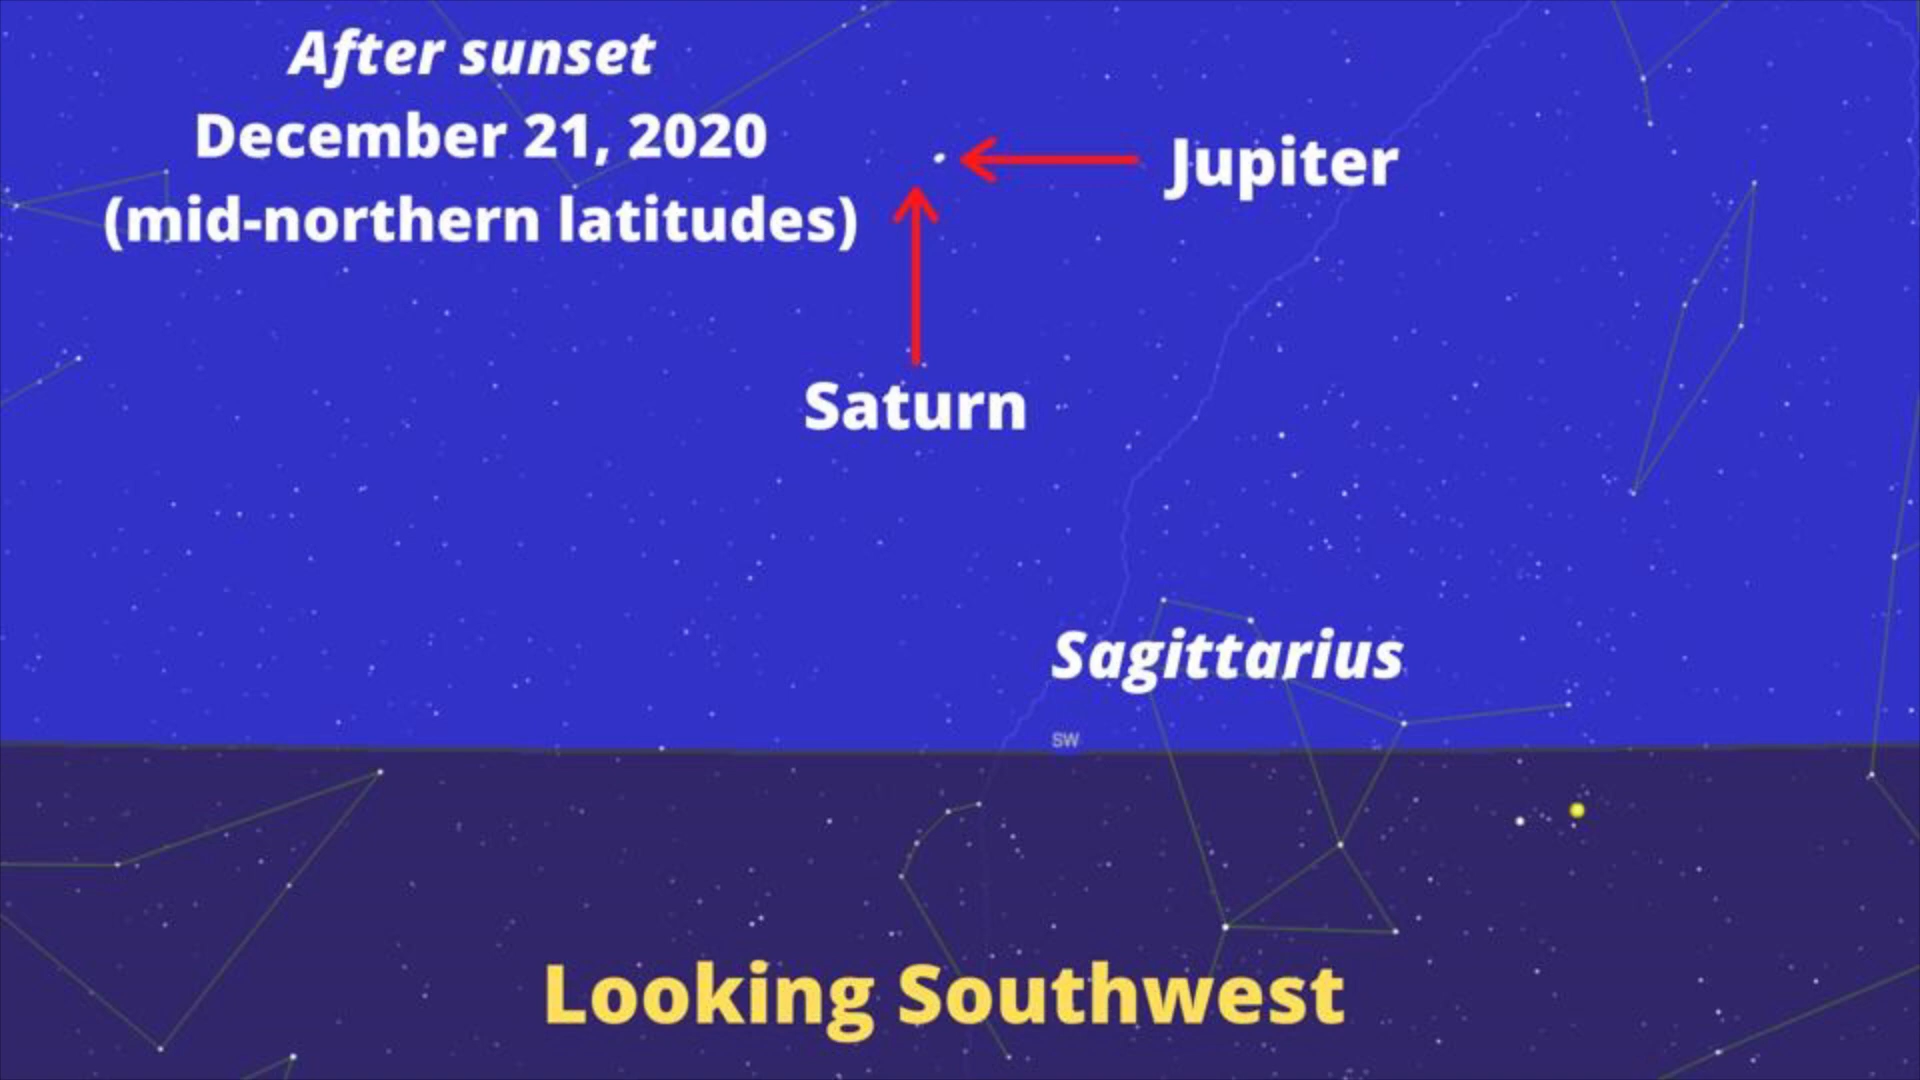 After sunset
December 21, 2020
(mid-northern latitudes)
Jupiter
Saturn
Sagittarius
SW
Looking Southwest